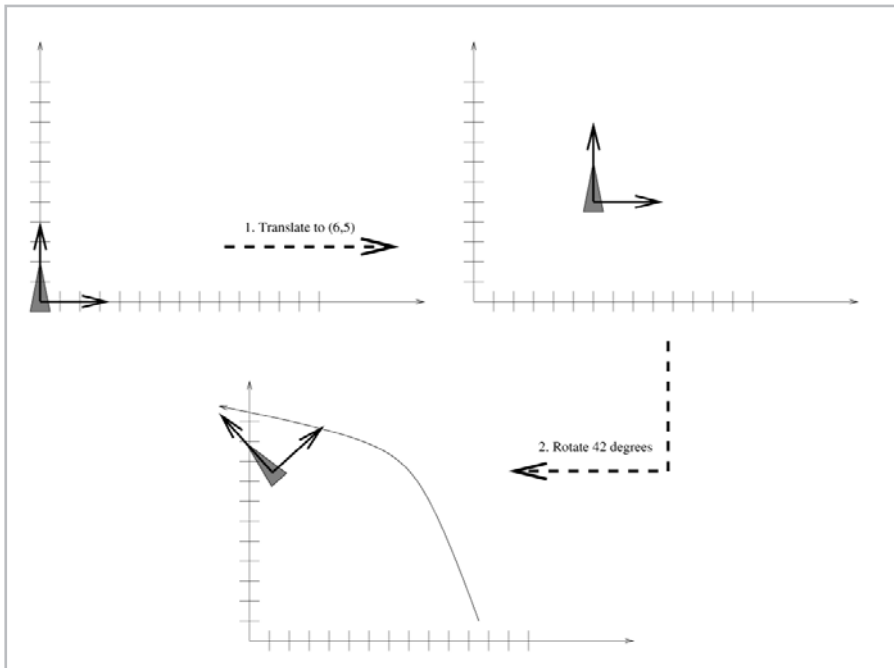 1. Translate to (6,5)
2. Rotate 42 degrees